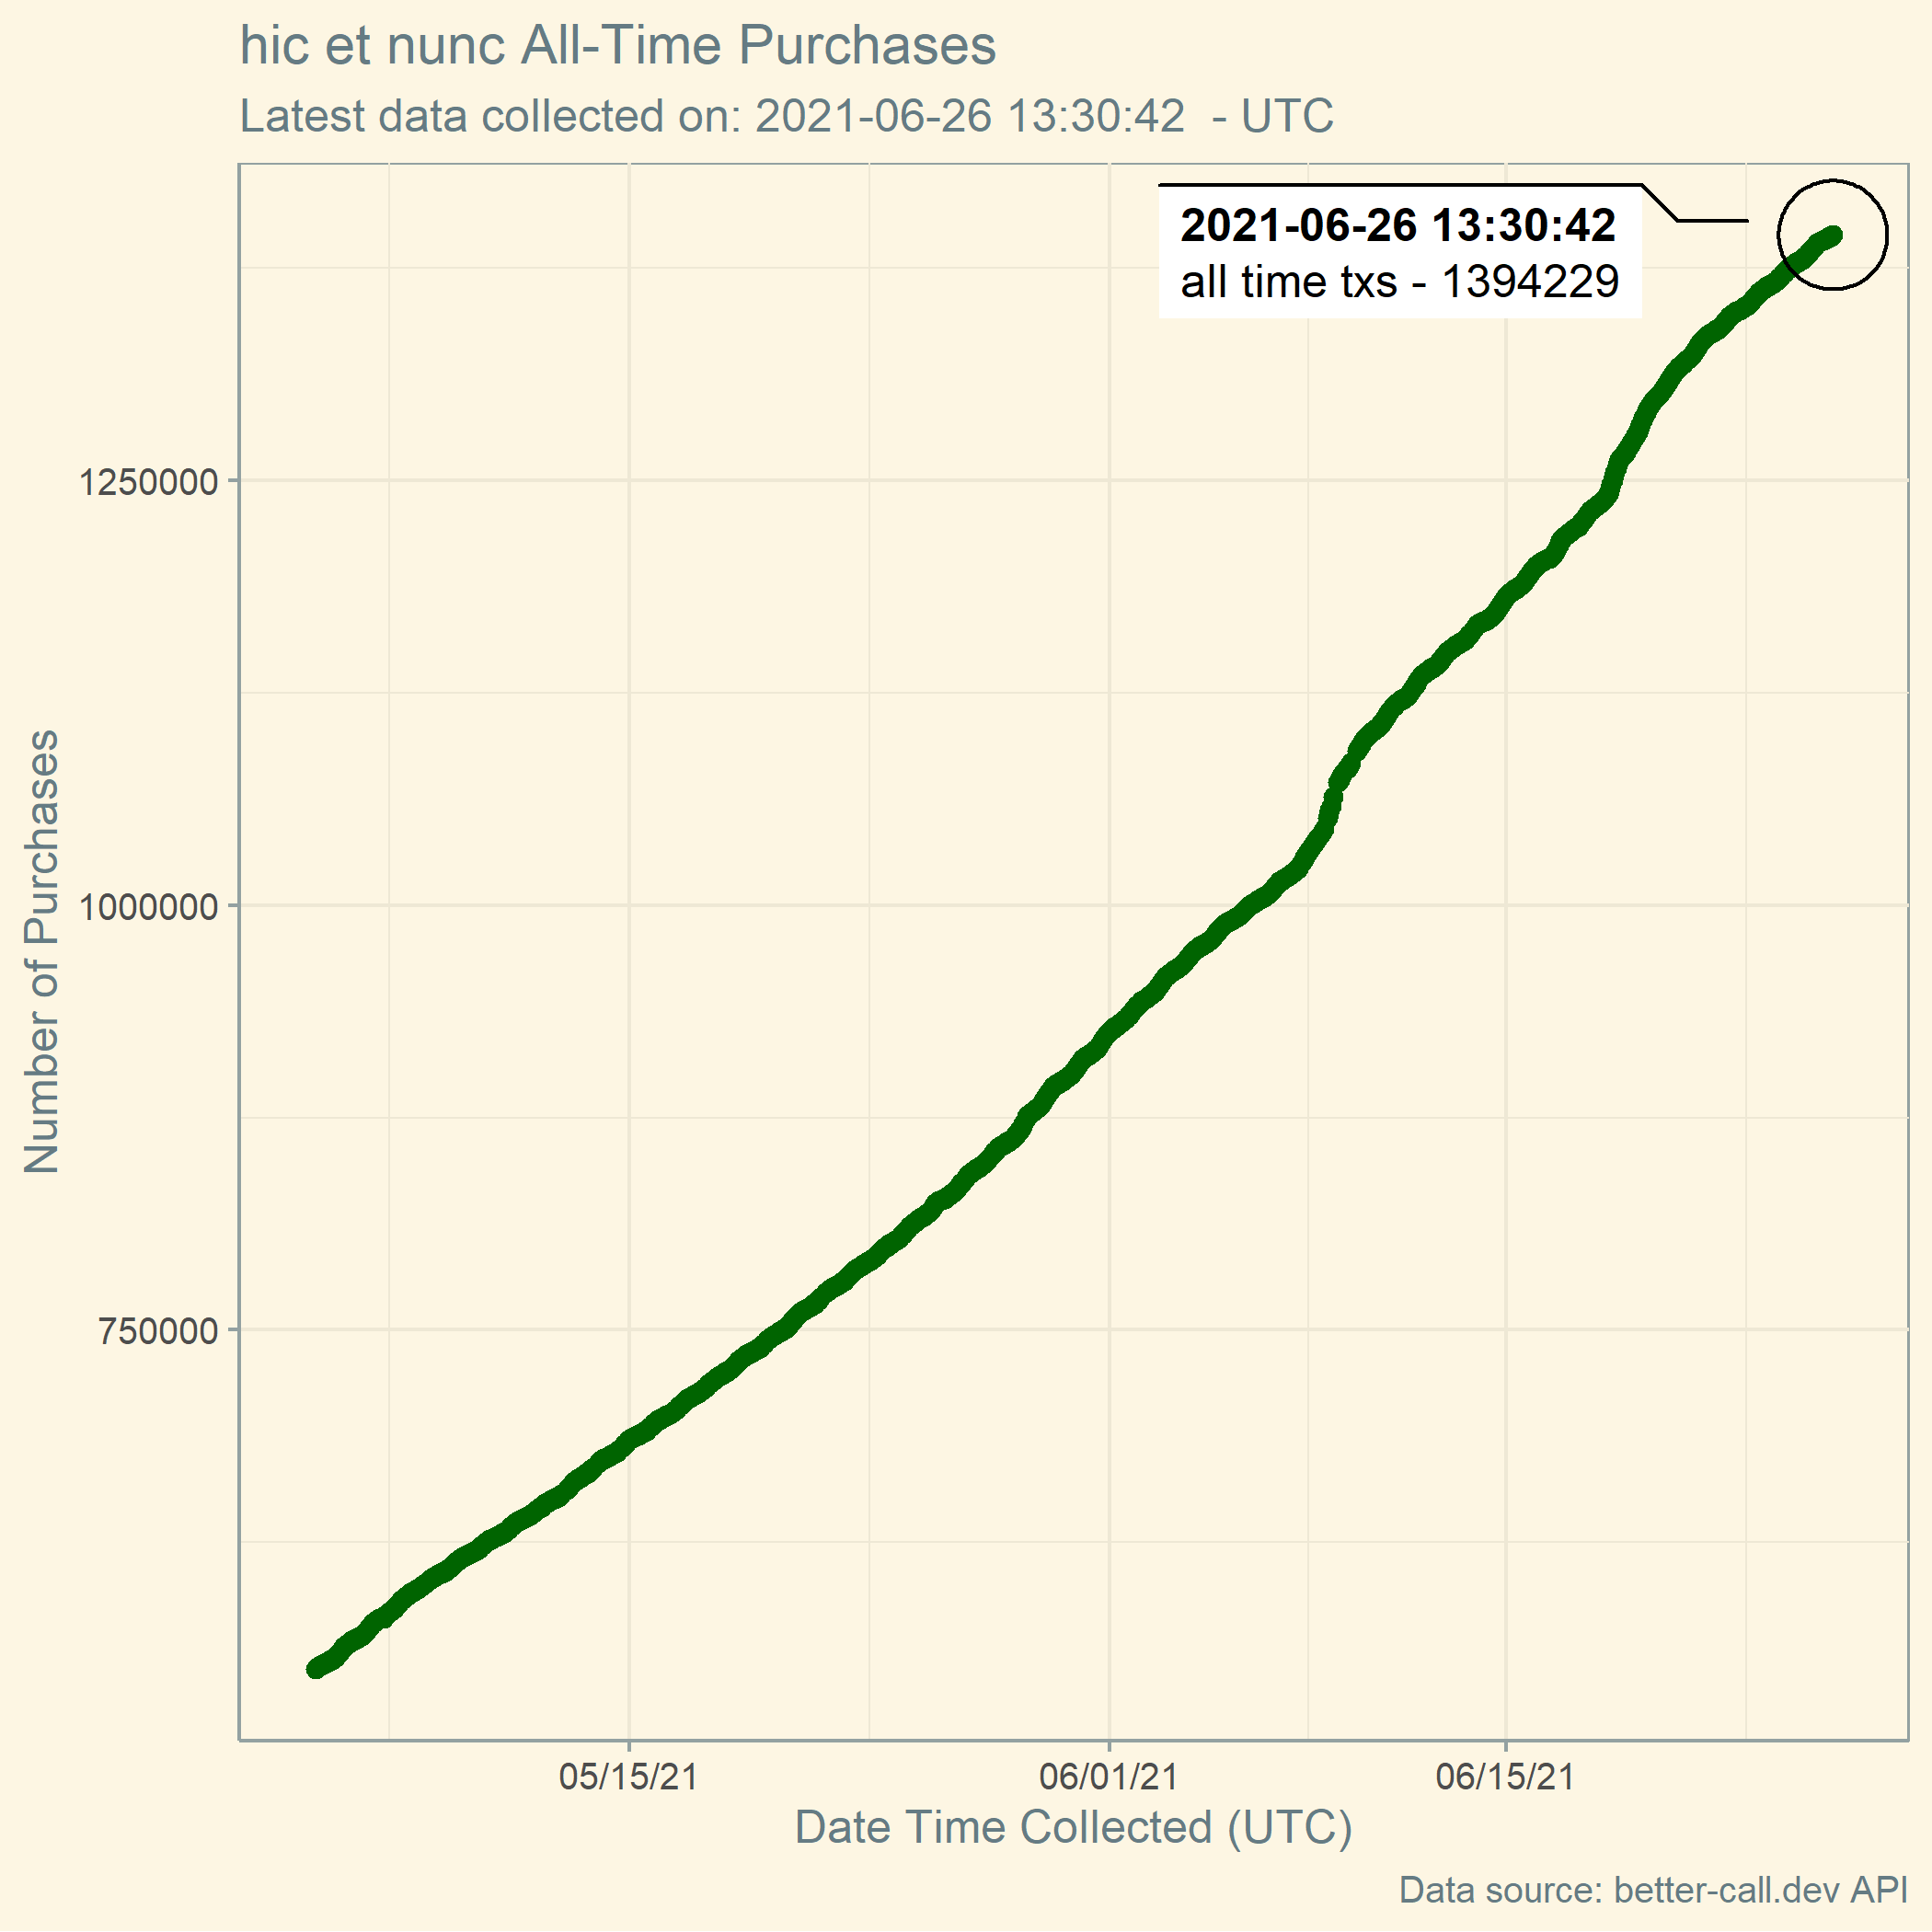 hic et nunc All-Time Purchases
Latest data collected on: 2021-06-26 13:30:42  - UTC
2021-06-26 13:30:42
all time txs - 1394229
Number of Purchases
1250000
1000000
750000
05/15/21
06/01/21
06/15/21
Date Time Collected (UTC)
Data source: better-call.dev API